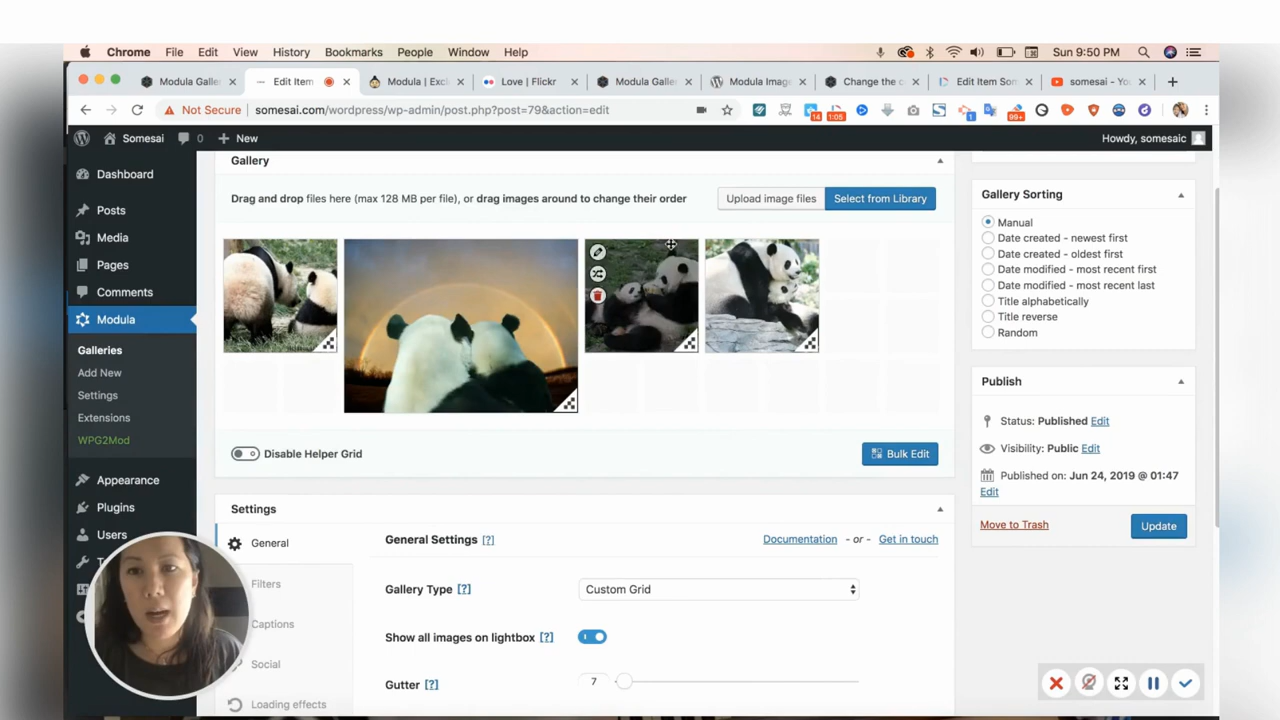 Chrome File Edit View History Bookmarks People Window Help Sun 9:50 PM
Modula Galle Edit Item Modula | Exc Love | Flickr Modula Galler Modula Imag Change the c Edit Item Som somesai - Yo
Not Secure somesai.com/wordpress/wp-admin/post.php?post=79&action=edit 14 1:05 1 99+
Somesai 0 New Howdy, somesaic
Dashboard
Posts
Media
Pages
Comments
Modula
Galleries
Add New
Settings
Extensions
WPG2Mod
Appearance
Plugins
Users
Gallery
Drag and drop files here (max 128 MB per file), or drag images around to change their order
Upload image files Select from Library
Disable Helper Grid
Bulk Edit
Settings
General
Filters
Captions
Social
Loading effects
General Settings [?] Documentation - or - Get in touch
Gallery Type [?] Custom Grid
Show all images on lightbox [?]
Gutter [?] 7
Gallery Sorting
Manual
Date created - newest first
Date created - oldest first
Date modified - most recent first
Date modified - most recent last
Title alphabetically
Title reverse
Random
Publish
Status: Published Edit
Visibility: Public Edit
Published on: Jun 24, 2019 @ 01:47
Edit
Move to Trash Update